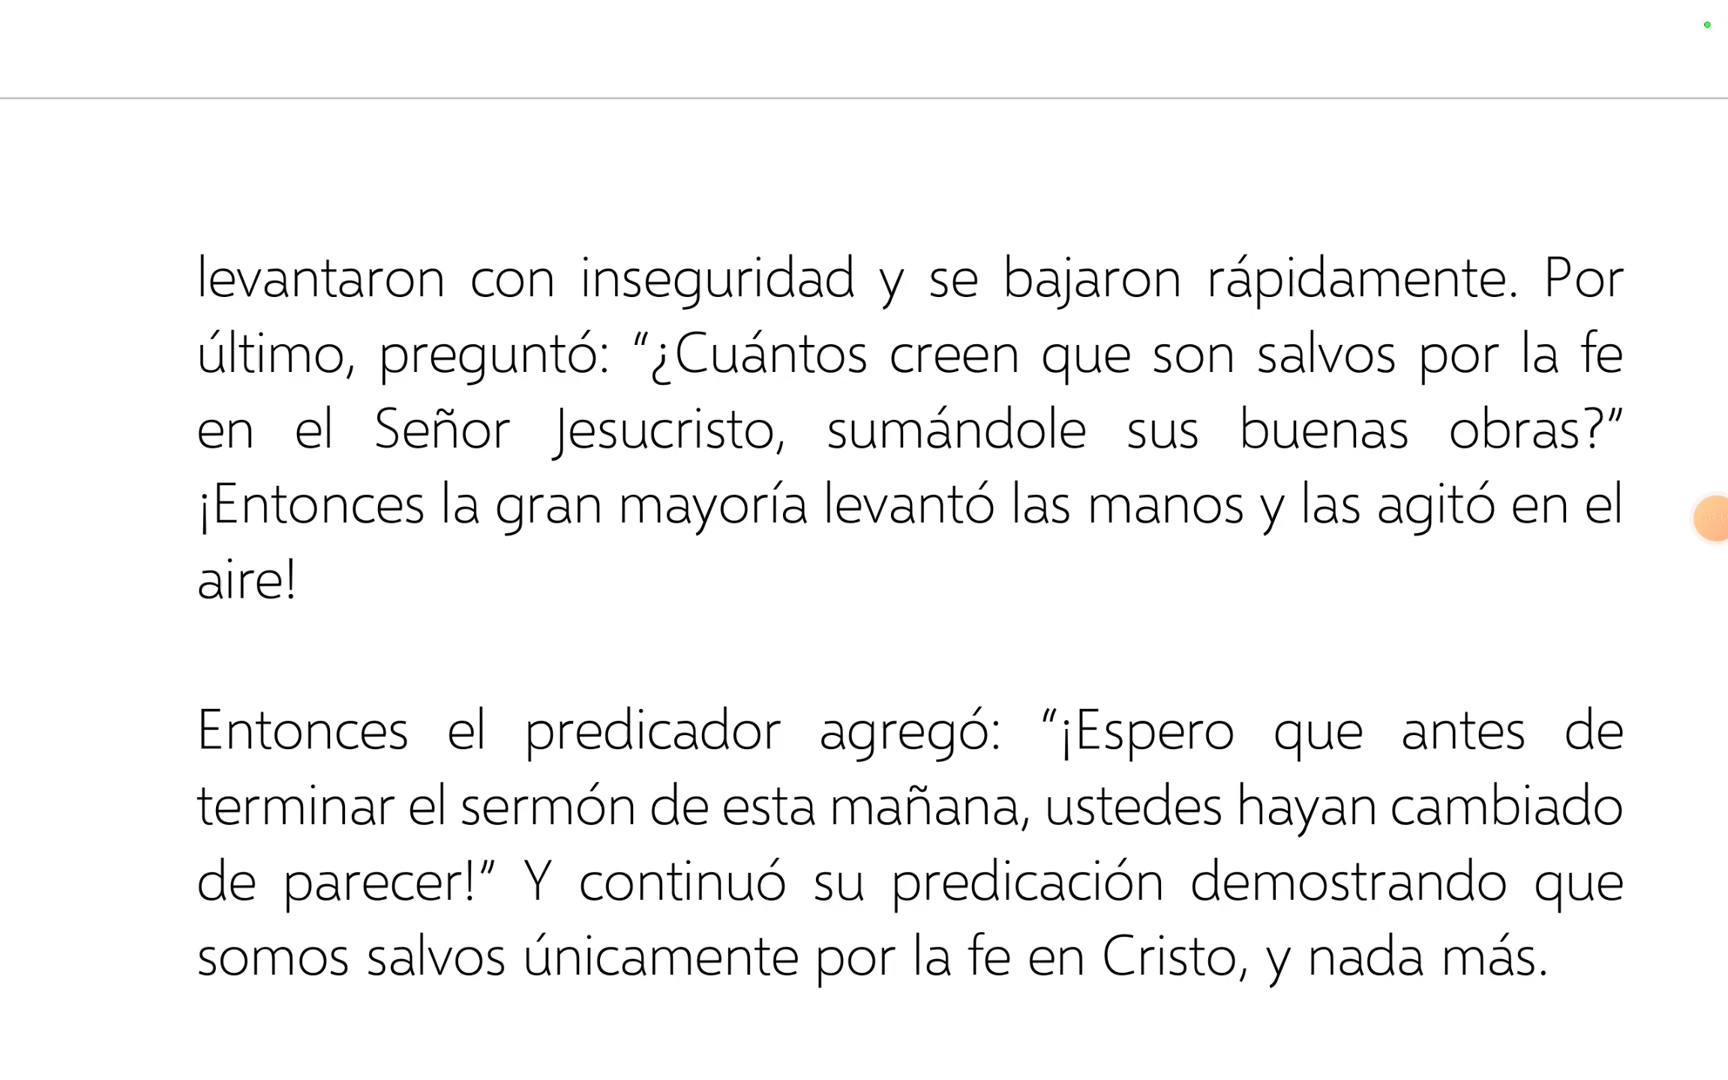 levantaron con inseguridad y se bajaron rápidamente. Por
último, preguntó: “¿Cuántos creen que son salvos por la fe
en el Señor Jesucristo, sumándole sus buenas obras?”
¡Entonces la gran mayoría levantó las manos y las agitó en el
aire!
Entonces el predicador agregó: “¡Espero que antes de
terminar el sermón de esta mañana, ustedes hayan cambiado
de parecer!” Y continuó su predicación demostrando que
somos salvos únicamente por la fe en Cristo, y nada más.